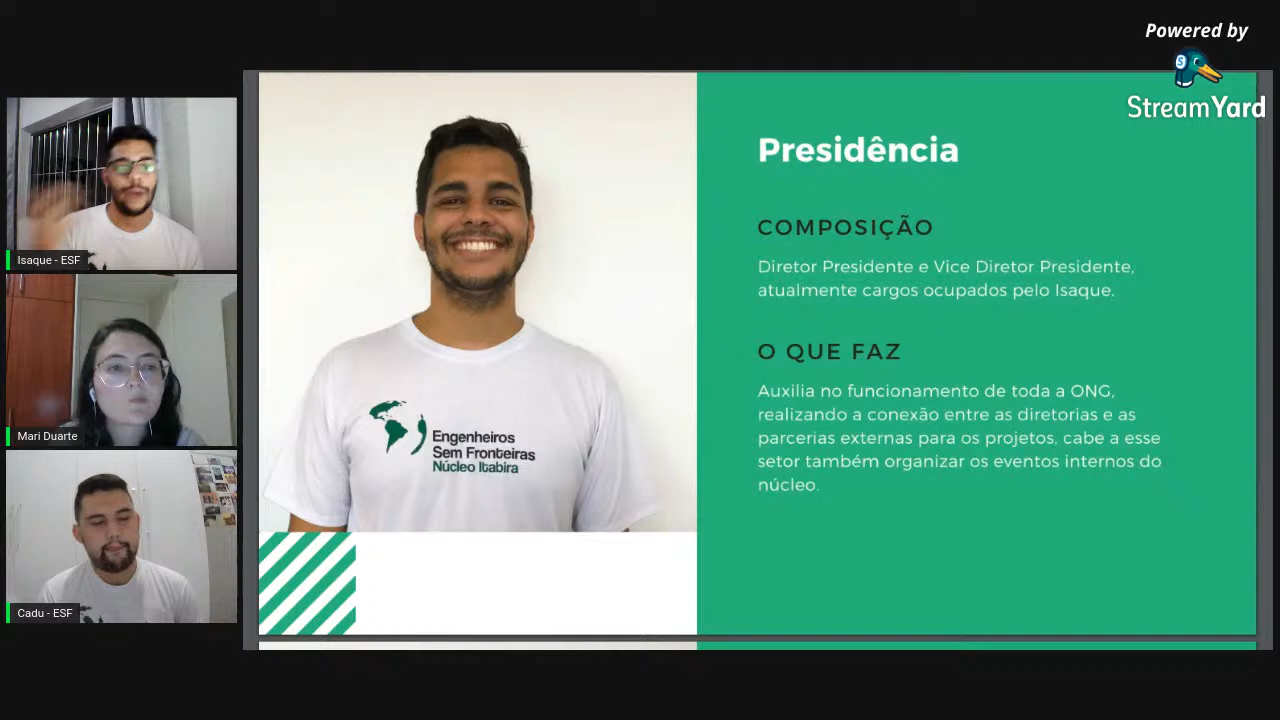 Powered by
StreamYard
Isaque - ESF
Mari Duarte
Cadu - ESF
Engenheiros
Sem Fronteiras
Núcleo Itabira
Presidência
COMPOSIÇÃO
Diretor Presidente e Vice Diretor Presidente,
atualmente cargos ocupados pelo Isaque.
O QUE FAZ
Auxilia no funcionamento de toda a ONG,
realizando a conexão entre as diretorias e as
parcerias externas para os projetos, cabe a esse
setor também organizar os eventos internos do
núcleo.